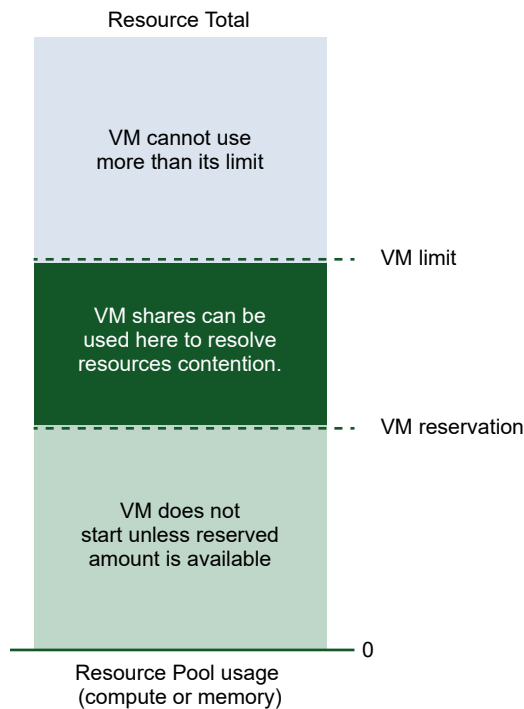 Resource Total
VM cannot use
more than its limit
VM limit
VM shares can be
used here to resolve
resources contention.
VM reservation
VM does not
start unless reserved
amount is available
0
Resource Pool usage
(compute or memory)